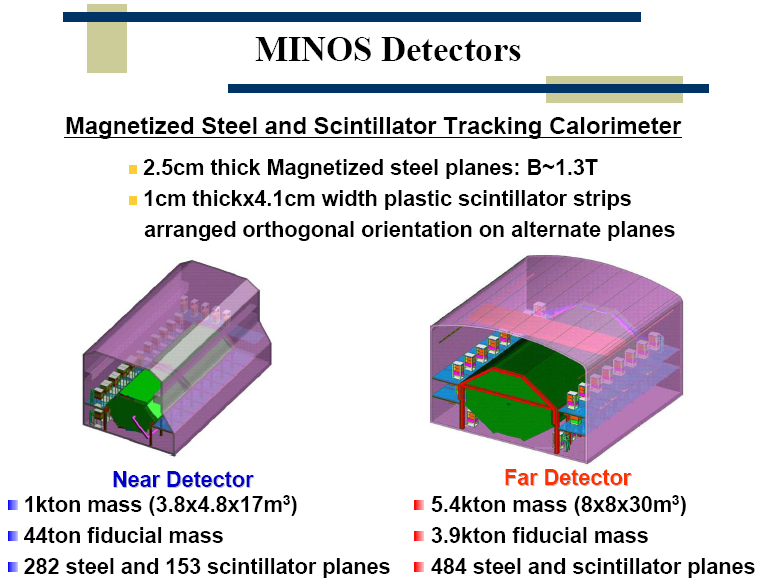 MINOS Detectors
Magnetized Steel and Scintillator Tracking Calorimeter
2.5cm thick Magnetized steel planes: B~1.3T
1cm thickx4.1cm width plastic scintillator strips
arranged orthogonal orientation on alternate planes
Near Detector
1kton mass (3.8x4.8x17m³)
44ton fiducial mass
282 steel and 153 scintillator planes
Far Detector
5.4kton mass (8x8x30m³)
3.9kton fiducial mass
484 steel and scintillator planes